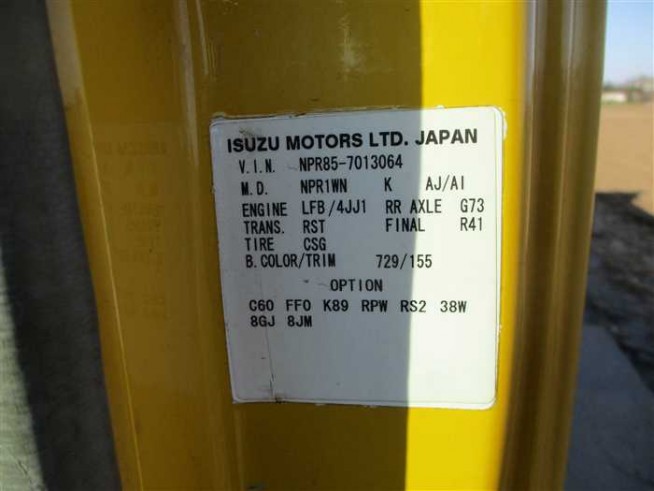 ISUZU MOTORS LTD. JAPAN
V.I.N. NPR85-7013064
M.D. NPR1WN K AJ/AI
ENGINE LFB/4JJ1 RR AXLE G73
TRANS. RST FINAL R41
TIRE CSG
B.COLOR/TRIM 729/155
OPTION
C60 FF0 K89 RPW RS2 38W
8GJ 8JM